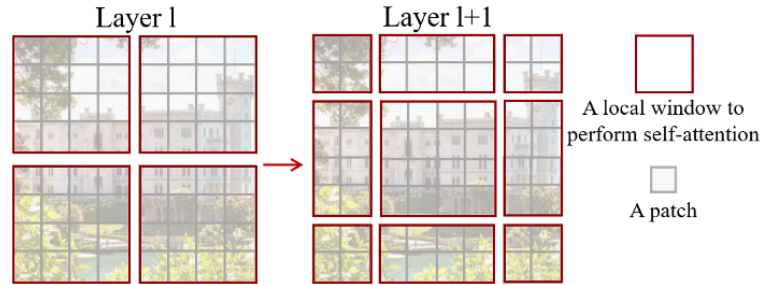 Layer l
Layer l+1
A local window to
perform self-attention
A patch